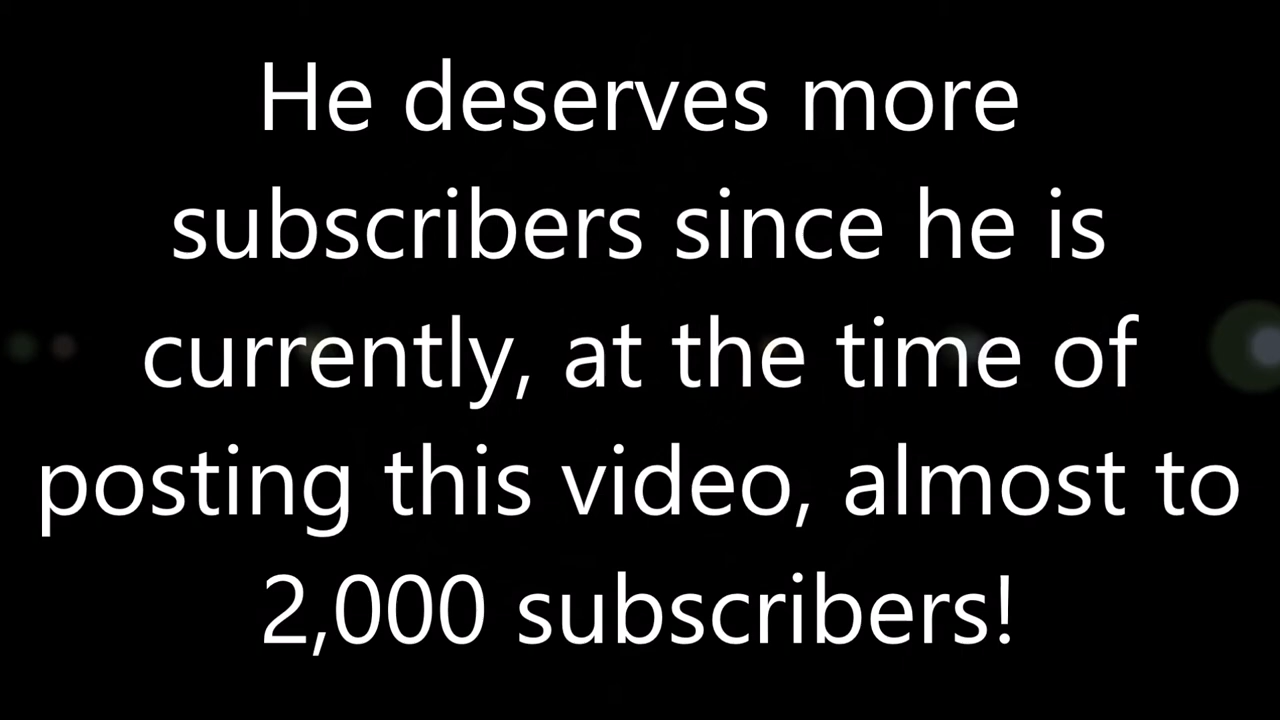 He deserves more
subscribers since he is
currently, at the time of
posting this video, almost to
2,000 subscribers!